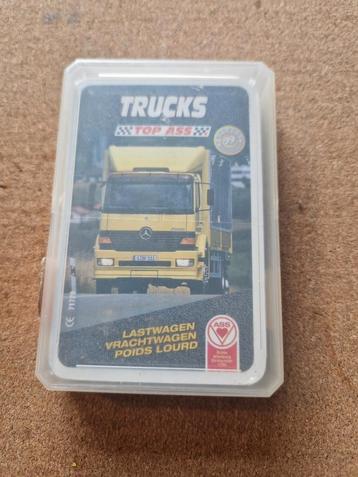 TRUCKS
TOP ASS
LASTWAGEN
VRACHTWAGEN
POIDS LOURD
ASS